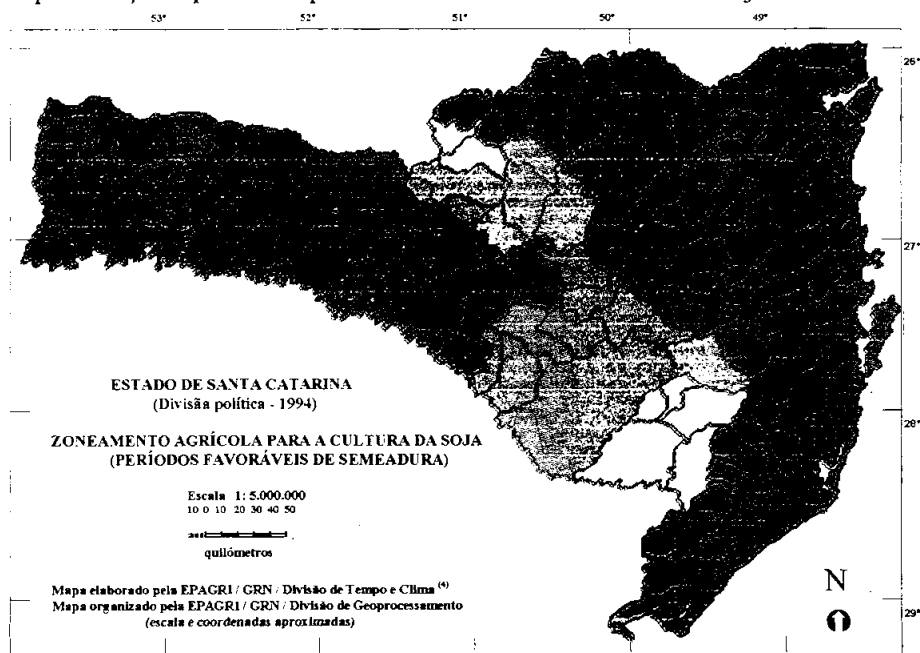 53° 52° 51° 50° 49°
26°
27°
28°
29°
ESTADO DE SANTA CATARINA
(Divisãa política - 1994)
ZONEAMENTO AGRÍCOLA PARA A CULTURA DA SOJA
(PERÍODOS FAVORÁVEIS DE SEMEADURA)
Escala 1: 5.000.000
10 0 10 20 30 40 50
quilómetros
Mapa elaborado pela EPAGRI / GRN / Divisão de Tempo e Clima (4)
Mapa organizado pela EPAGRI / GRN / Divisão de Geoprocessamento
(escala e coordenadas aproximadas)
N